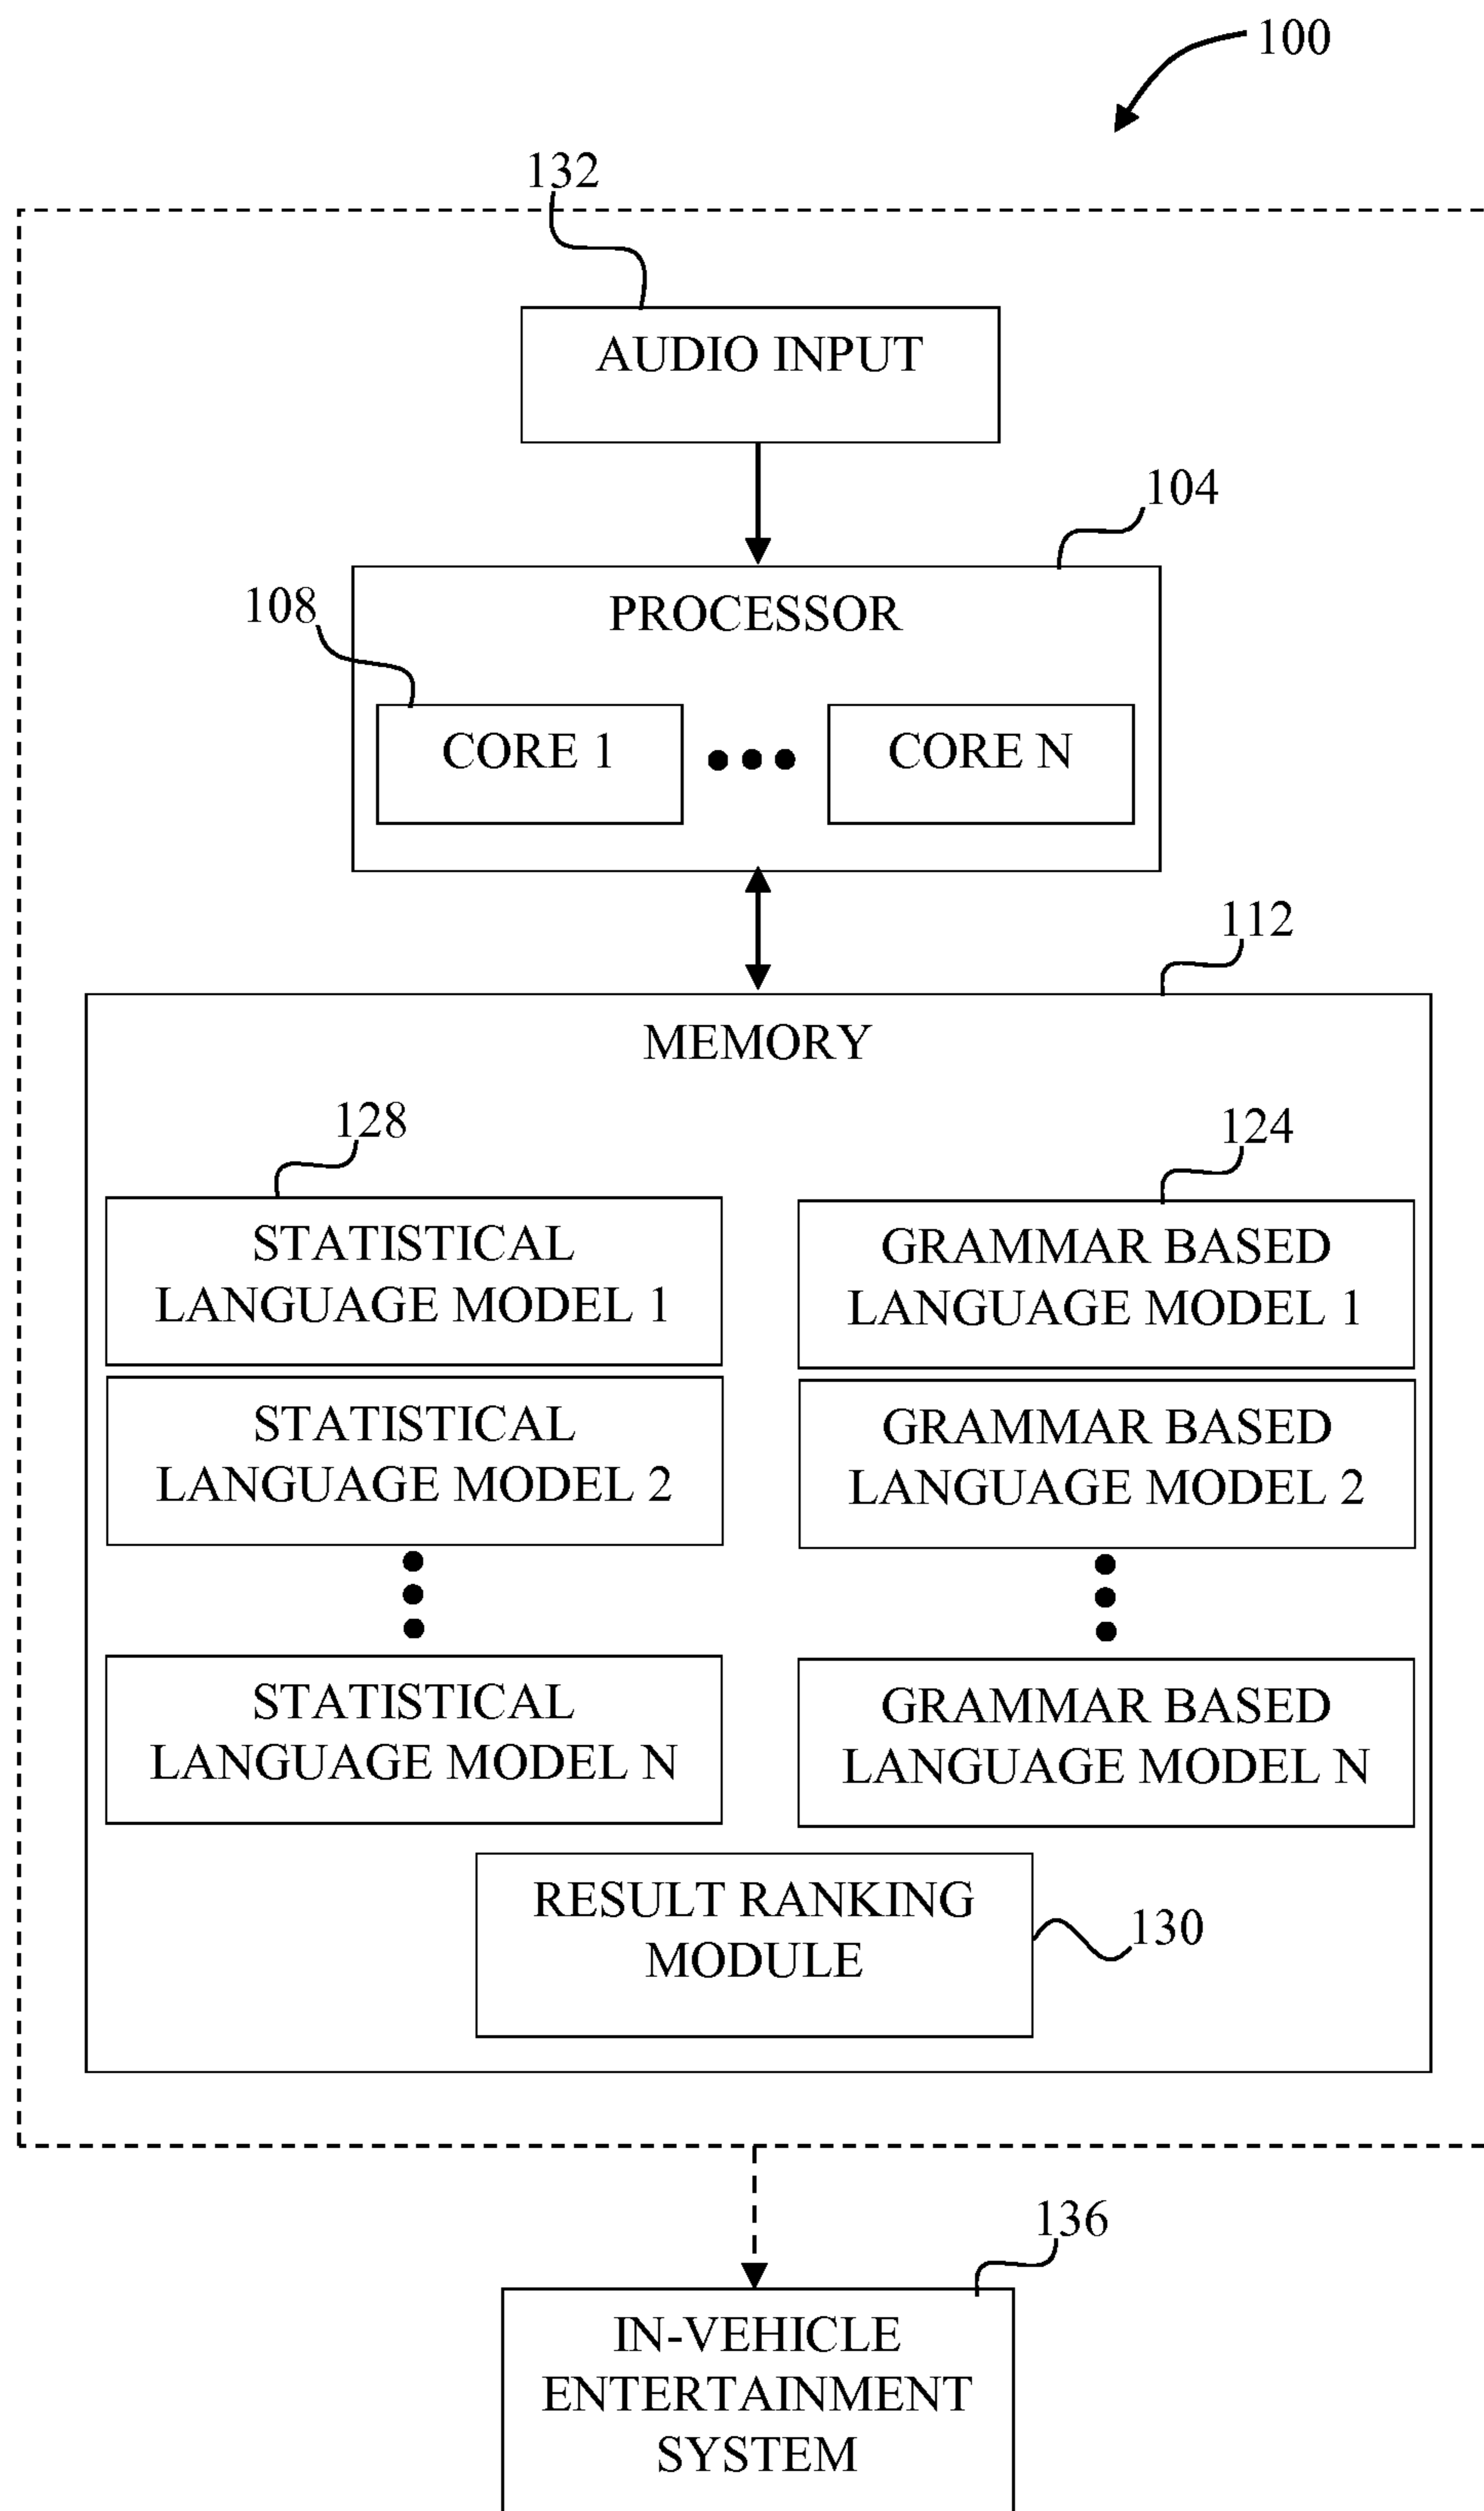 100
132
AUDIO INPUT
104
108
PROCESSOR
CORE 1
CORE N
112
MEMORY
128
124
STATISTICAL
LANGUAGE MODEL 1
GRAMMAR BASED
LANGUAGE MODEL 1
STATISTICAL
LANGUAGE MODEL 2
GRAMMAR BASED
LANGUAGE MODEL 2
STATISTICAL
LANGUAGE MODEL N
GRAMMAR BASED
LANGUAGE MODEL N
RESULT RANKING
MODULE
130
136
IN-VEHICLE
ENTERTAINMENT
SYSTEM